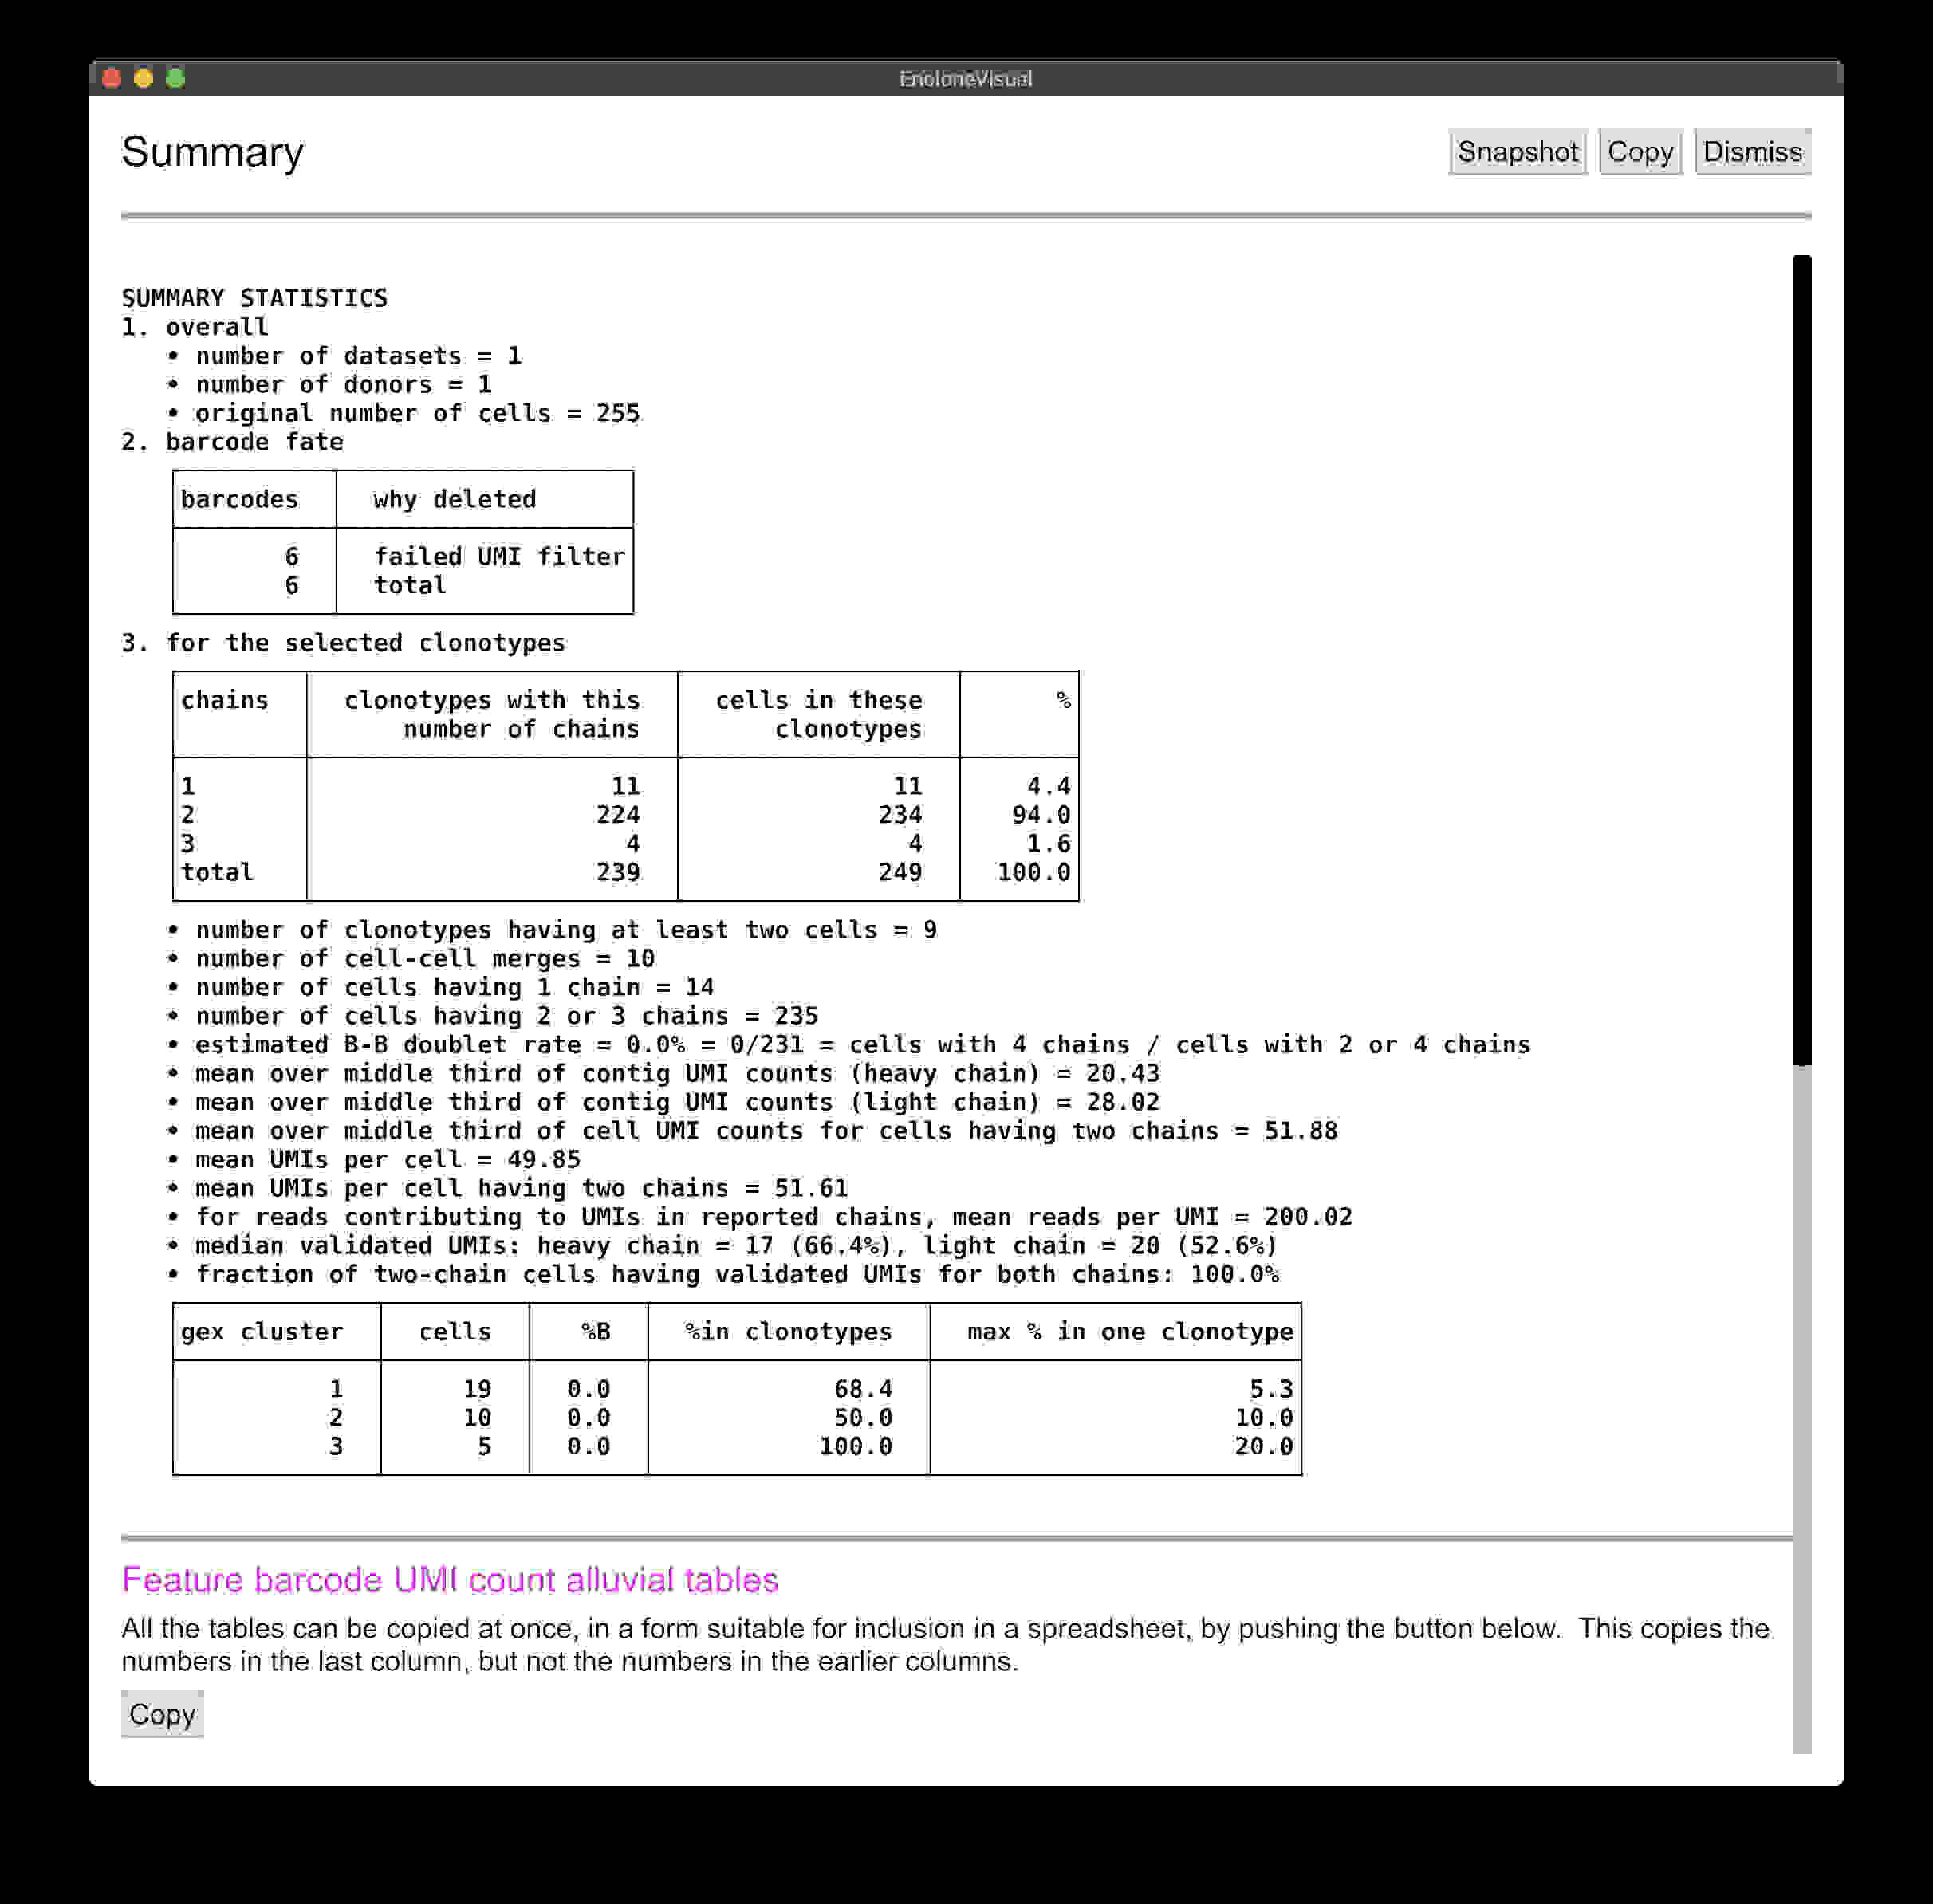 EncloneVisual
Summary
Snapshot Copy Dismiss
SUMMARY STATISTICS
1. overall
• number of datasets = 1
• number of donors = 1
• original number of cells = 255
2. barcode fate
barcodes why deleted
6 failed UMI filter
6 total
3. for the selected clonotypes
chains clonotypes with this cells in these %
number of chains clonotypes
1 11 11 4.4
2 224 234 94.0
3 4 4 1.6
total 239 249 100.0
• number of clonotypes having at least two cells = 9
• number of cell-cell merges = 10
• number of cells having 1 chain = 14
• number of cells having 2 or 3 chains = 235
• estimated B-B doublet rate = 0.0% = 0/231 = cells with 4 chains / cells with 2 or 4 chains
• mean over middle third of contig UMI counts (heavy chain) = 20.43
• mean over middle third of contig UMI counts (light chain) = 28.02
• mean over middle third of cell UMI counts for cells having two chains = 51.88
• mean UMIs per cell = 49.85
• mean UMIs per cell having two chains = 51.61
• for reads contributing to UMIs in reported chains, mean reads per UMI = 200.02
• median validated UMIs: heavy chain = 17 (66.4%), light chain = 20 (52.6%)
• fraction of two-chain cells having validated UMIs for both chains: 100.0%
gex cluster cells %B %in clonotypes max % in one clonotype
1 19 0.0 68.4 5.3
2 10 0.0 50.0 10.0
3 5 0.0 100.0 20.0
Feature barcode UMI count alluvial tables
All the tables can be copied at once, in a form suitable for inclusion in a spreadsheet, by pushing the button below. This copies the
numbers in the last column, but not the numbers in the earlier columns.
Copy